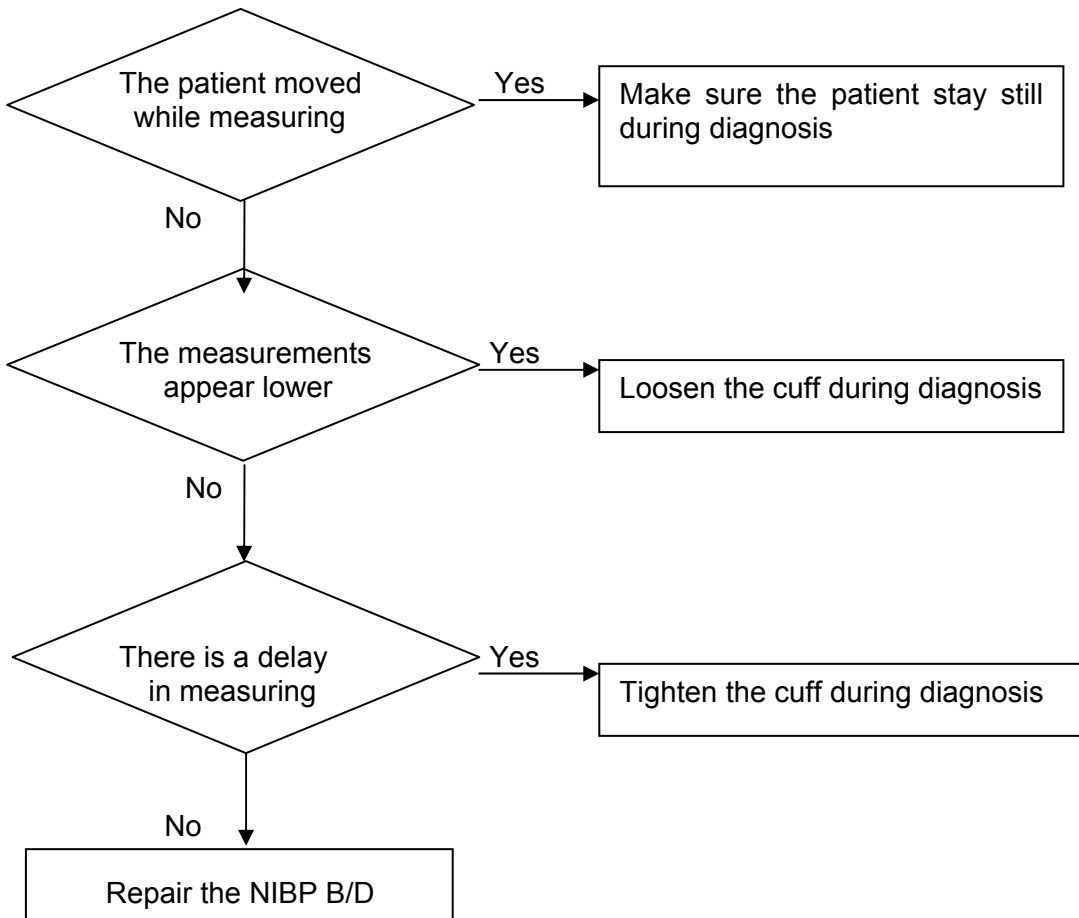 The patient moved
while measuring
Yes
Make sure the patient stay still
during diagnosis
No
The measurements
appear lower
Yes
Loosen the cuff during diagnosis
No
There is a delay
in measuring
Yes
Tighten the cuff during diagnosis
No
Repair the NIBP B/D